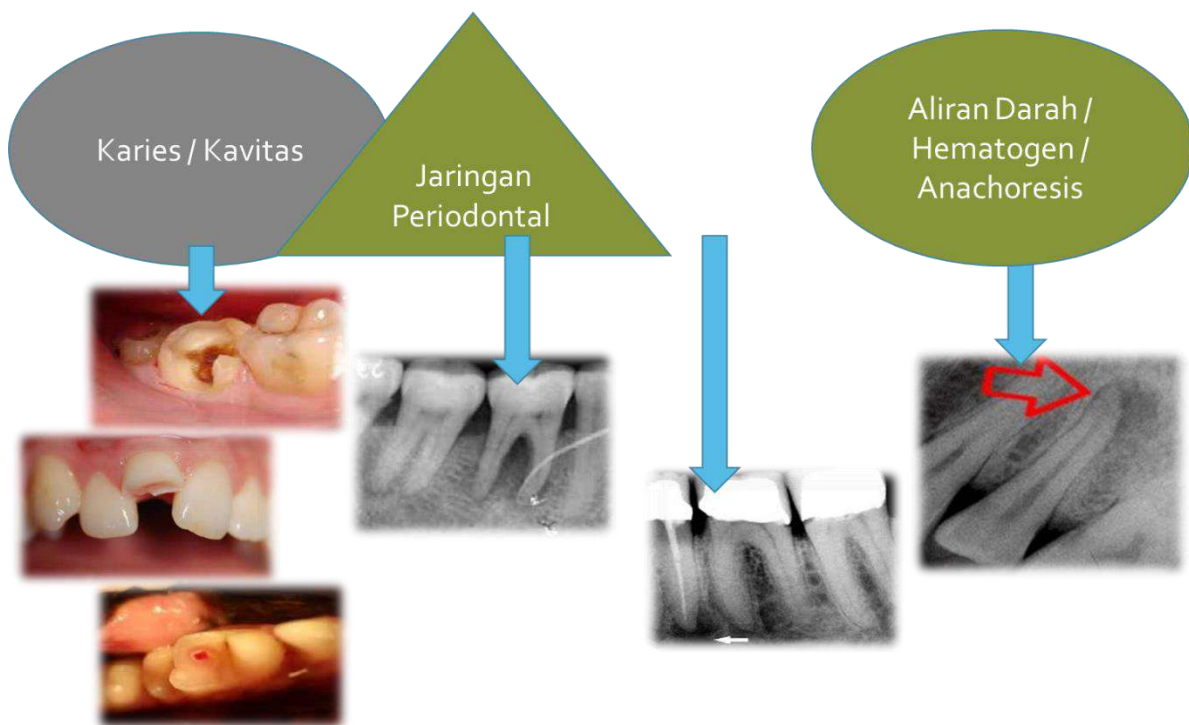 Karies / Kavitas
Jaringan
Periodontal
Aliran Darah /
Hematogen /
Anachoresis